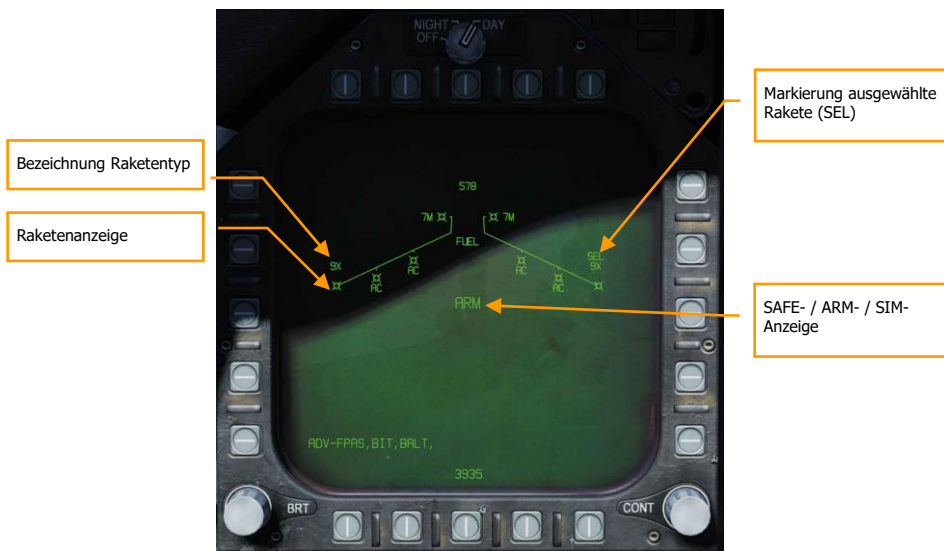 NIGHT DAY
OFF
Markierung ausgewählte
Rakete (SEL)
Bezeichnung Raketentyp
Raketenanzeige
578
7M 7M
FUEL
SEL
9X 9X
AC AC
AC AC
ARM
SAFE- / ARM- / SIM-
Anzeige
ADV-FPAS,BIT,BALT,
3935
BRT CONT